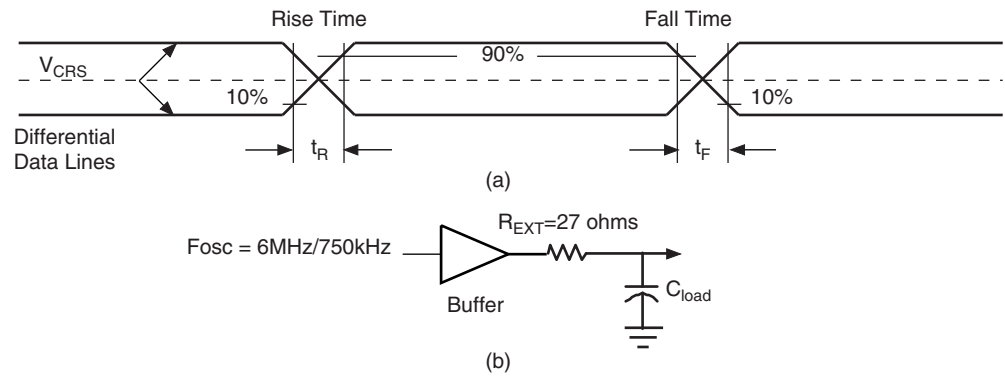 Rise Time
Fall Time
V_CRS
90%
10%
10%
Differential
Data Lines
t_R
t_F
(a)
R_EXT=27 ohms
Fosc = 6MHz/750kHz
C_load
Buffer
(b)